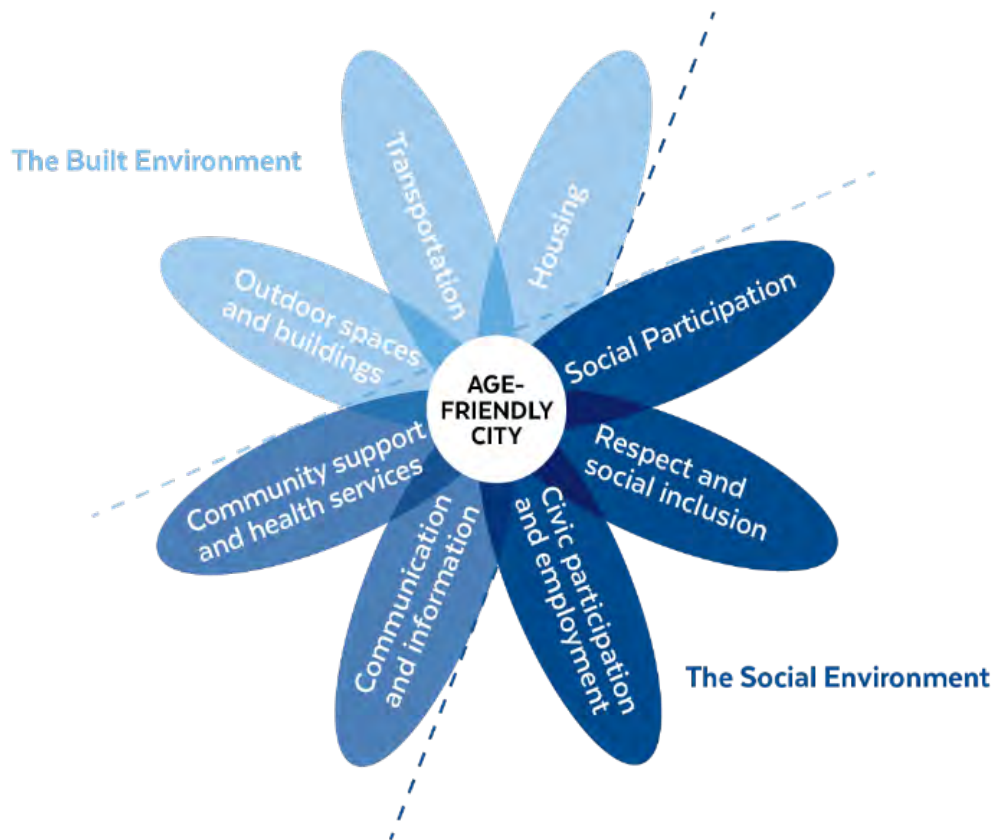 The Built Environment
Transportation
Housing
Outdoor spaces
and buildings
Social Participation
AGE-
FRIENDLY
CITY
Community support
and health services
Respect and
social inclusion
Communication
and information
Civic participation
and employment
The Social Environment